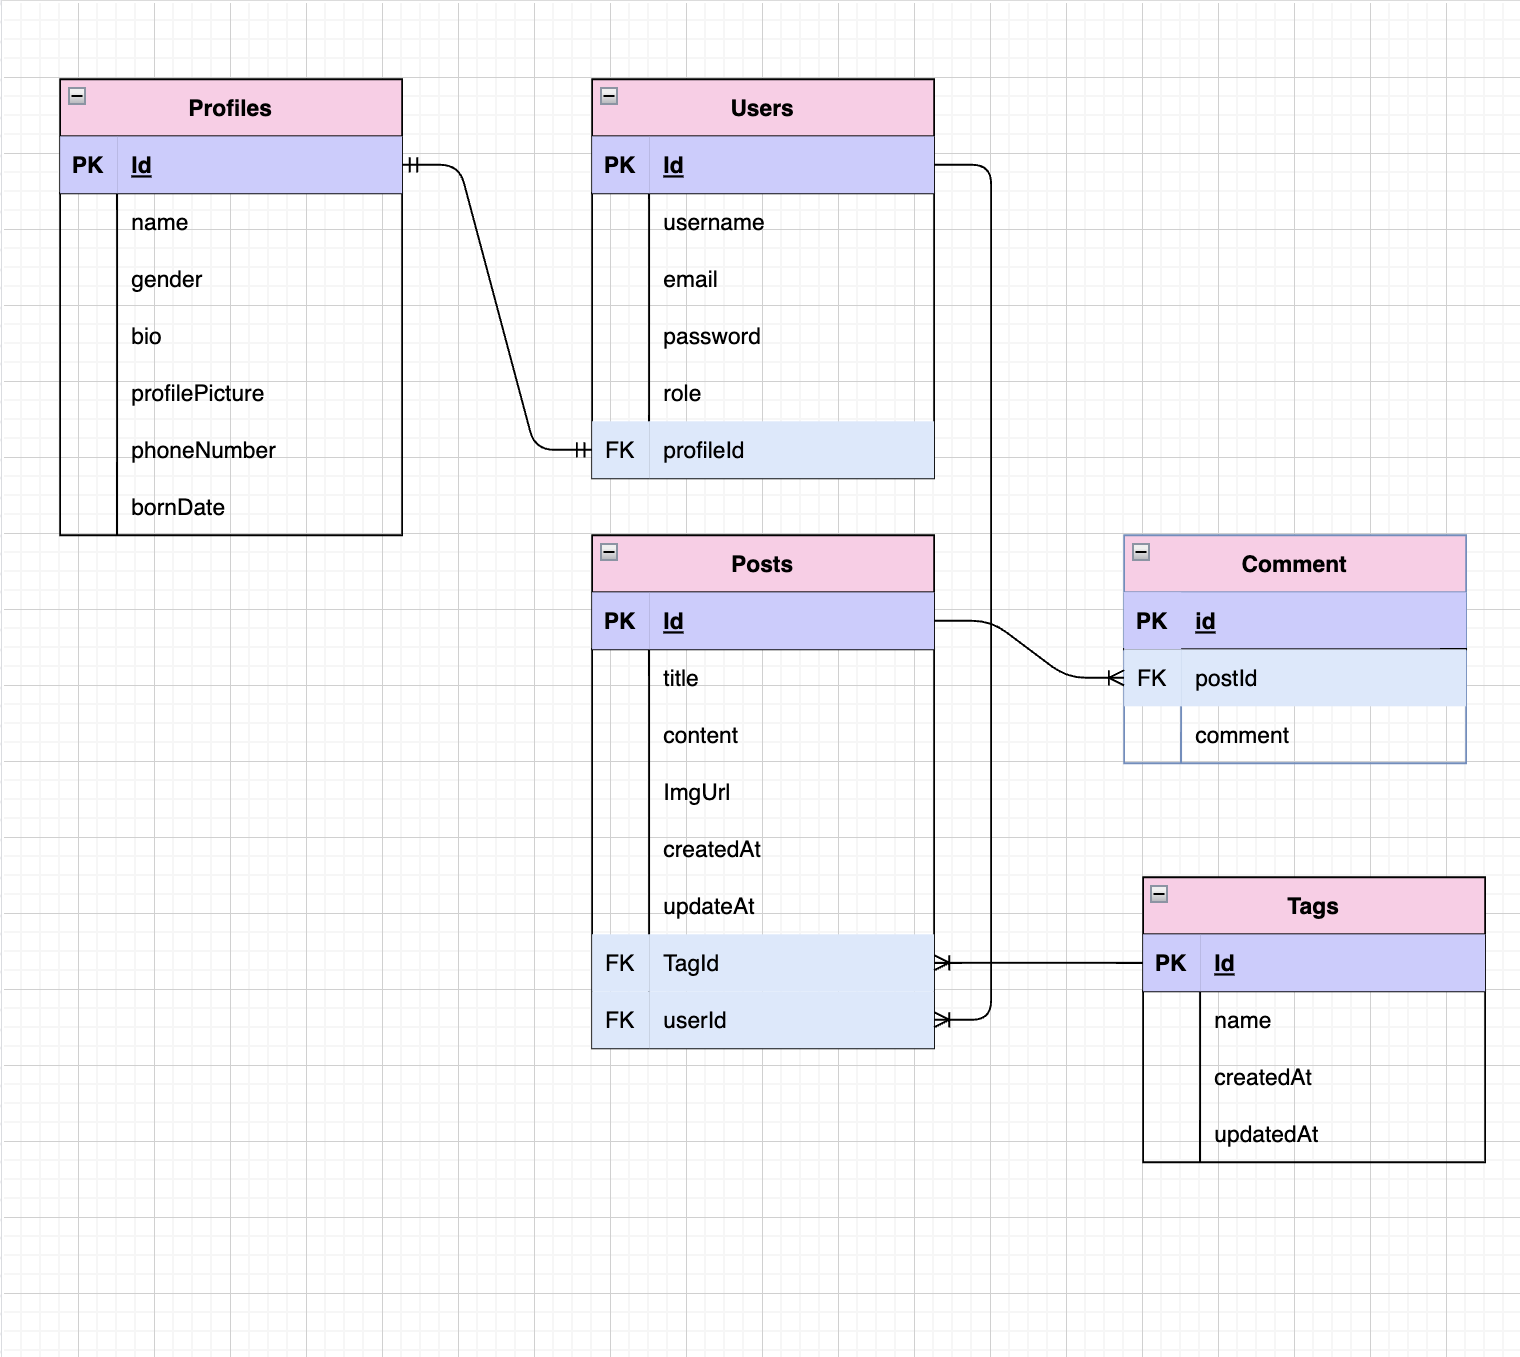 Profiles
PK Id
name
gender
bio
profilePicture
phoneNumber
bornDate
Users
PK Id
username
email
password
role
FK profileId
Posts
PK Id
title
content
ImgUrl
createdAt
updateAt
FK TagId
FK userId
Comment
PK id
FK postId
comment
Tags
PK Id
name
createdAt
updatedAt